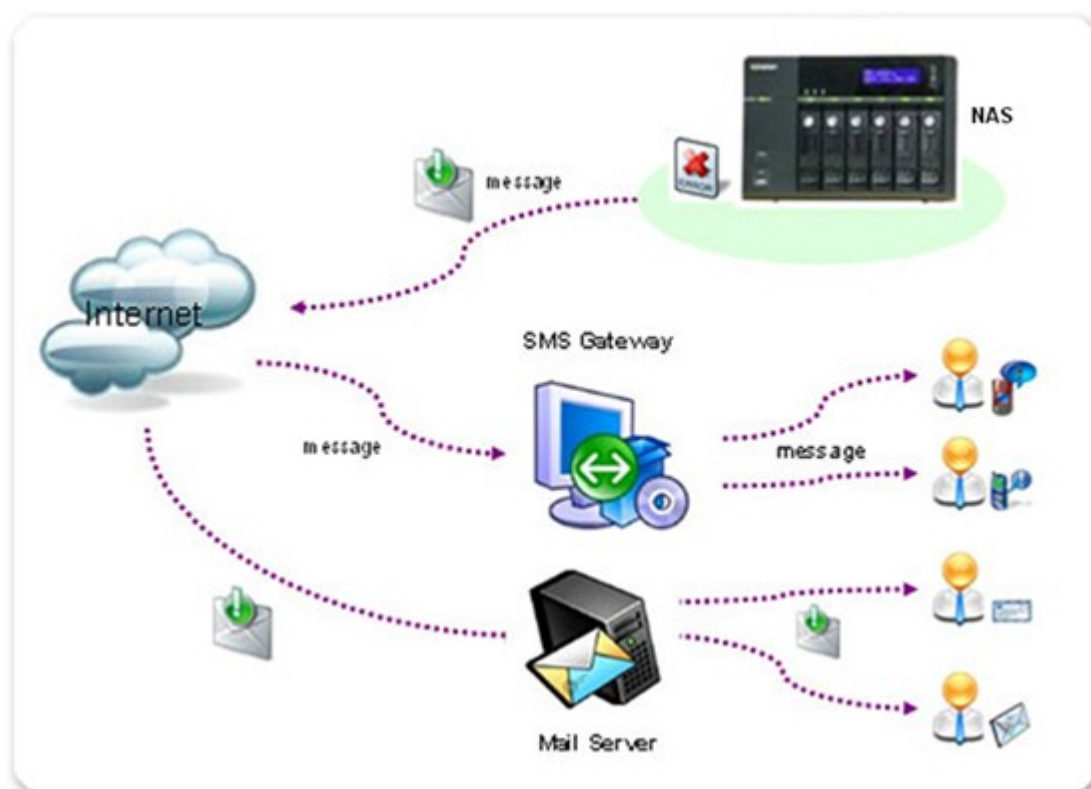 NAS
message
Internet
SMS Gateway
message
message
Mail Server